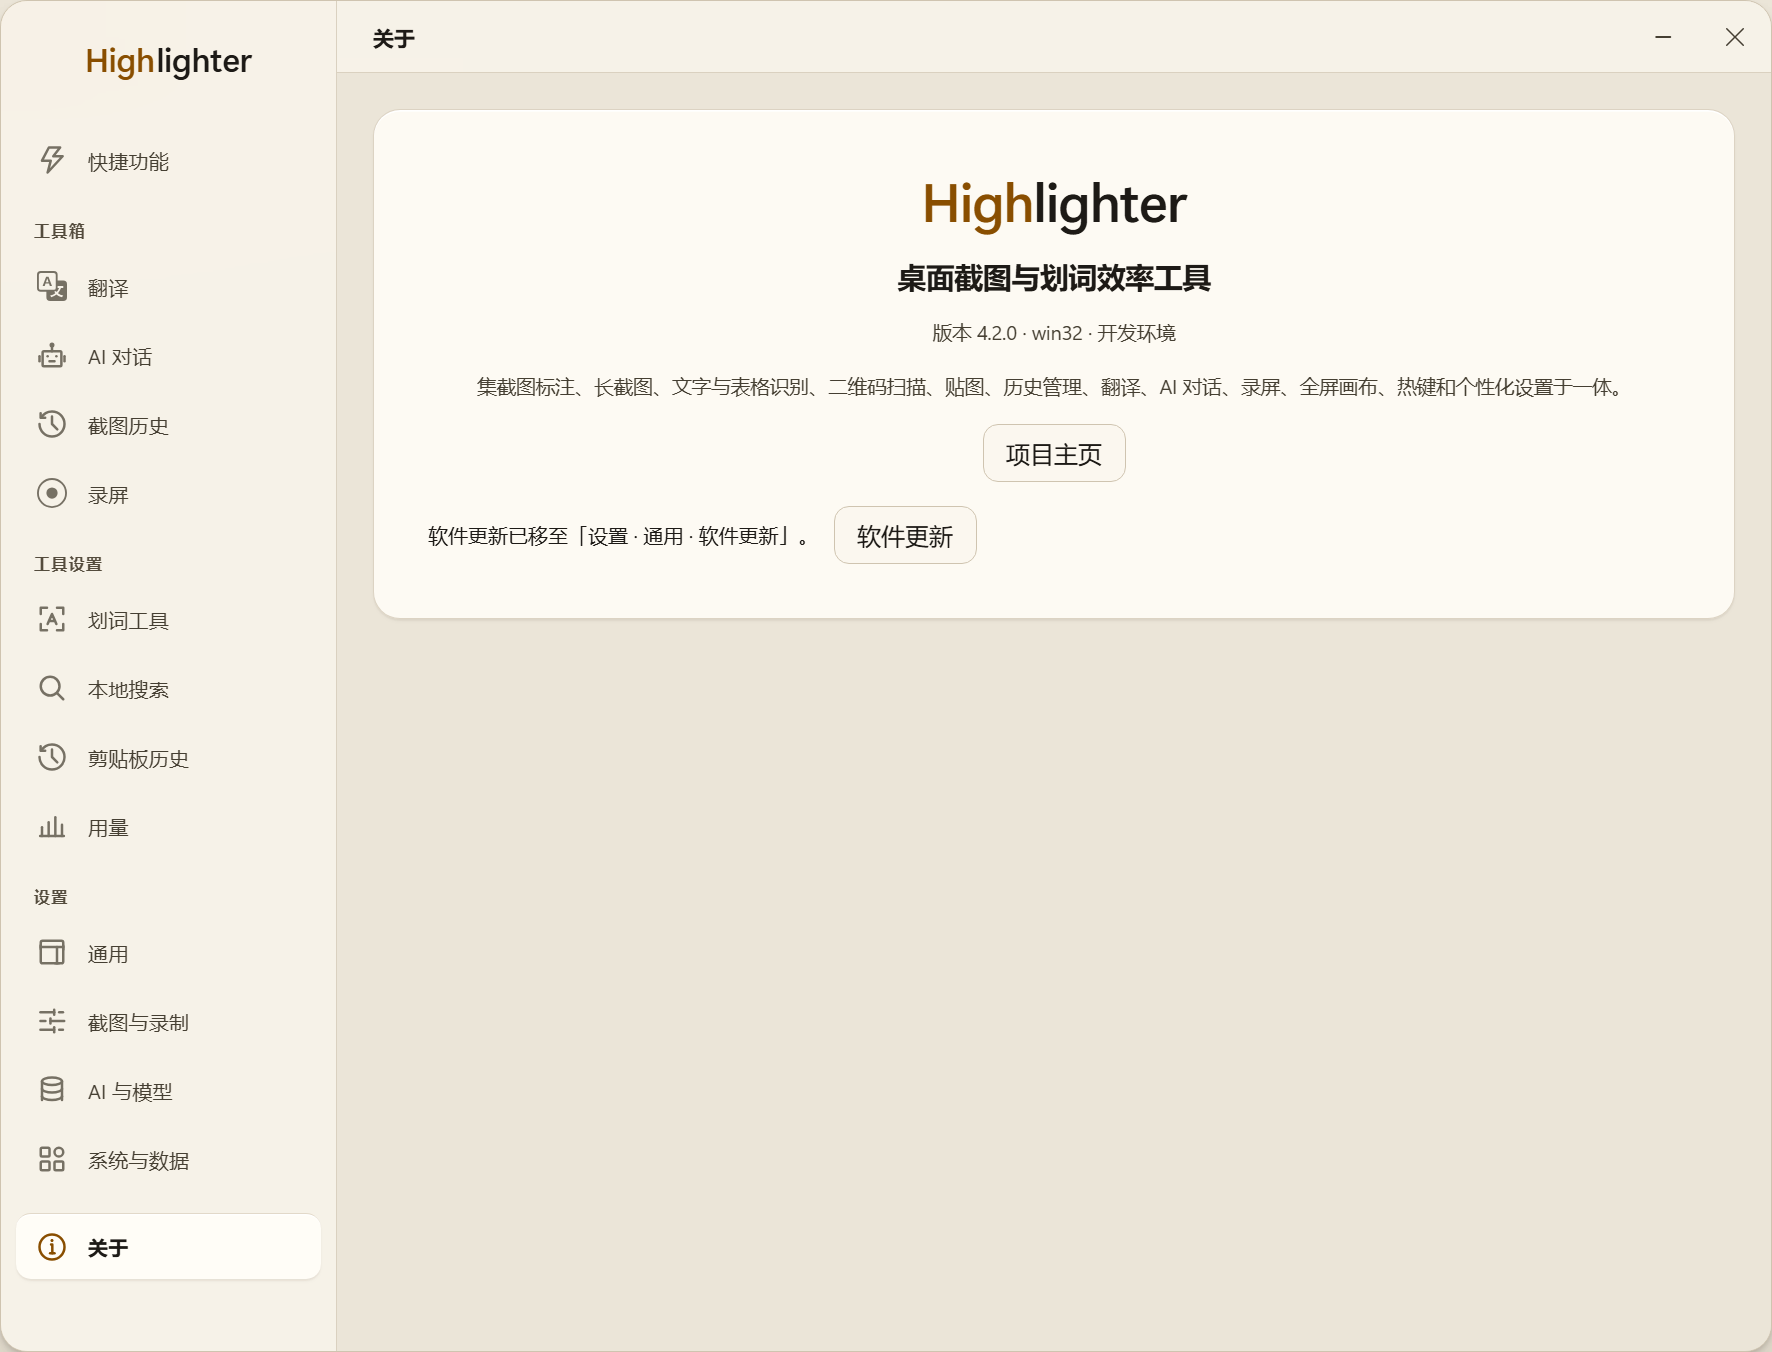 Highlighter
快捷功能
工具箱
翻译
AI 对话
截图历史
录屏
工具设置
划词工具
本地搜索
剪贴板历史
用量
设置
通用
截图与录制
AI 与模型
系统与数据
关于
关于
Highlighter
桌面截图与划词效率工具
版本 4.2.0 · win32 · 开发环境
集截图标注、长截图、文字与表格识别、二维码扫描、贴图、历史管理、翻译、AI 对话、录屏、全屏画布、热键和个性化设置于一体。
项目主页
软件更新已移至「设置 · 通用 · 软件更新」。 软件更新